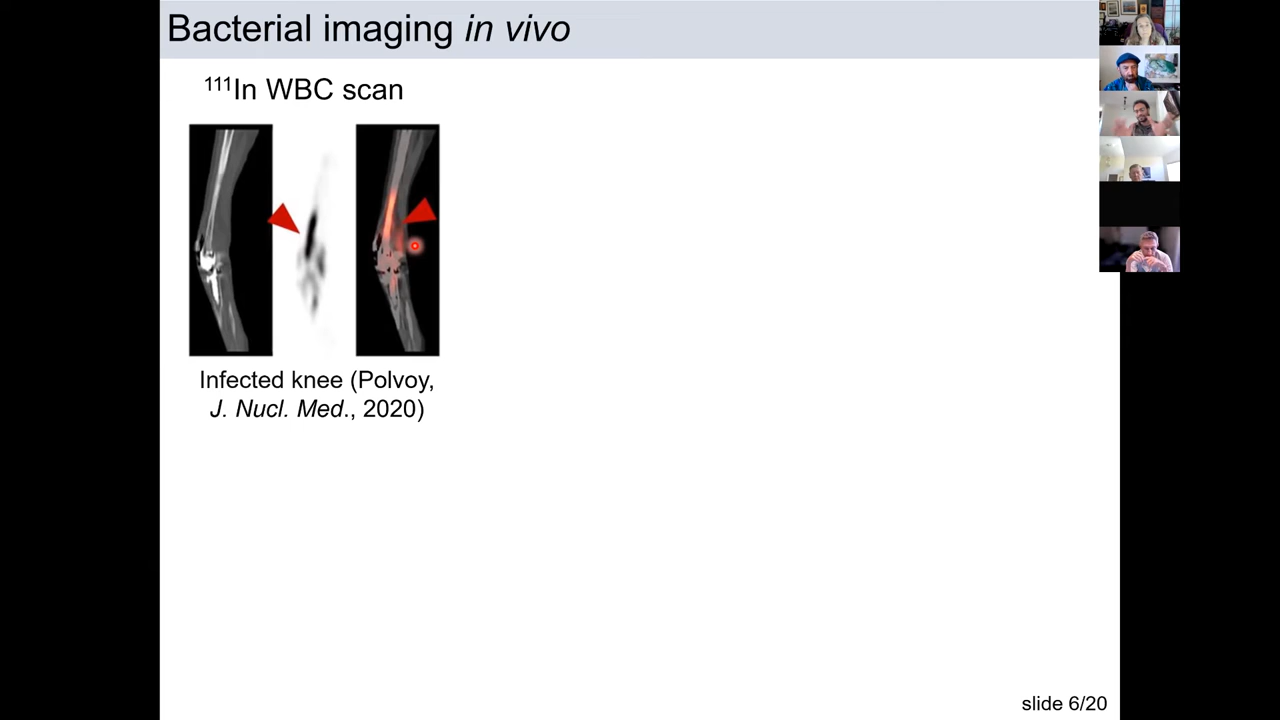 Bacterial imaging in vivo
¹¹¹In WBC scan
Infected knee (Polvoy,
J. Nucl. Med., 2020)
slide 6/20